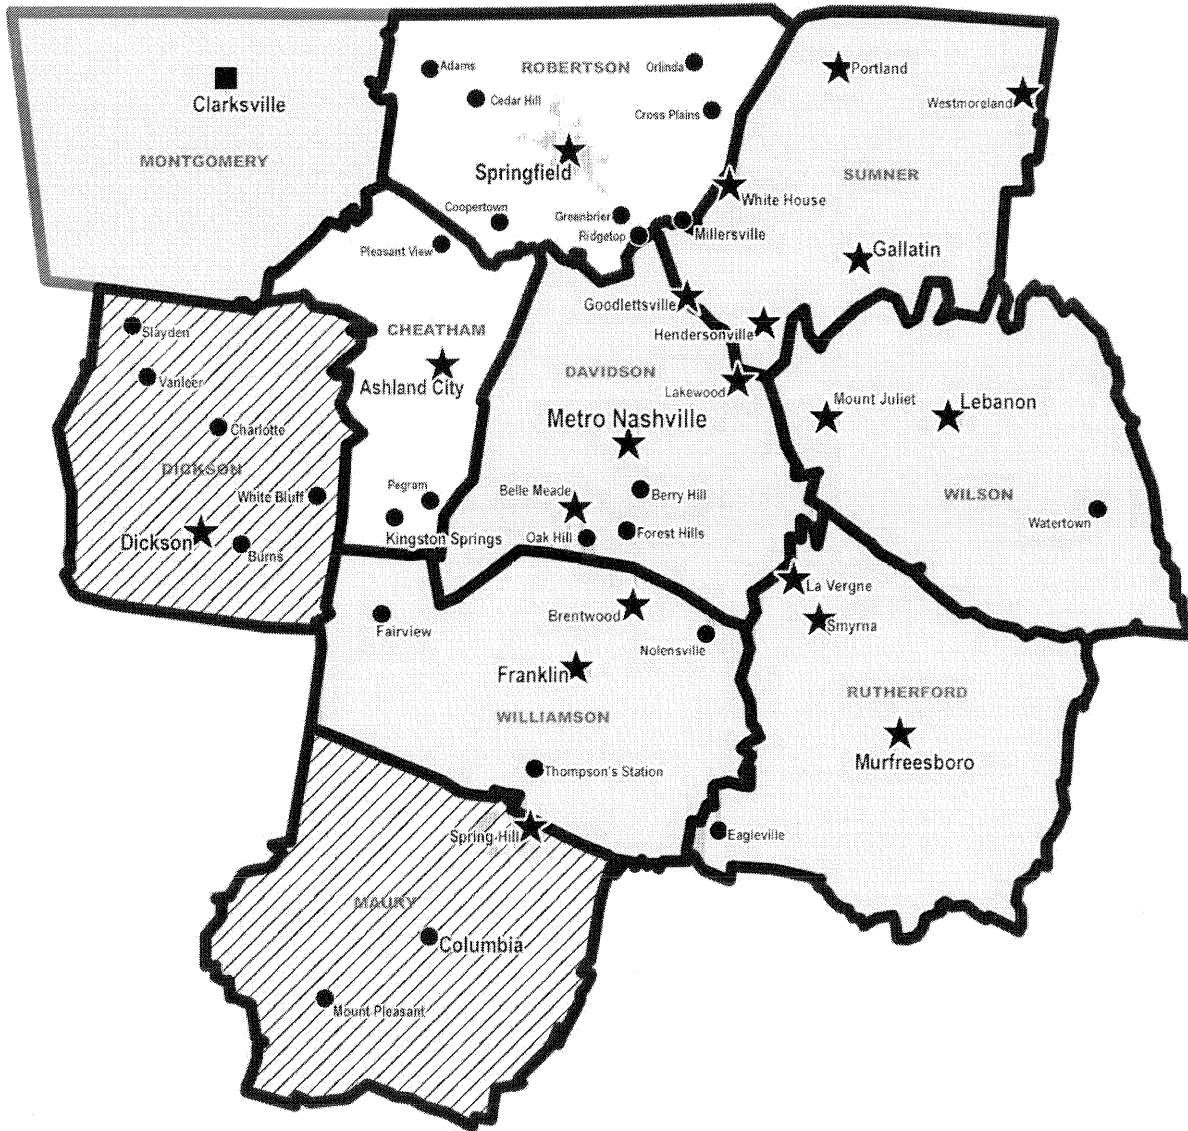 Adams
ROBERTSON
Orlinda
Portland
Clarksville
Cedar Hill
Cross Plains
Westmoreland
MONTGOMERY
Springfield
SUMNER
White House
Coopertown
Greenbrier
Ridgetop
Millersville
Pleasant View
Gallatin
Goodlettsville
Slayden
CHEATHAM
Hendersonville
Vanleer
Ashland City
DAVIDSON
Lakewood
Mount Juliet
Lebanon
Charlotte
Metro Nashville
DICKSON
White Bluff
Pegram
Belle Meade
Berry Hill
WILSON
Dickson
Burns
Kingston Springs
Oak Hill
Forest Hills
Watertown
La Vergne
Fairview
Brentwood
Smyrna
Nolensville
Franklin
RUTHERFORD
WILLIAMSON
Murfreesboro
Thompson's Station
Spring Hill
Eagleville
MAURY
Columbia
Mount Pleasant